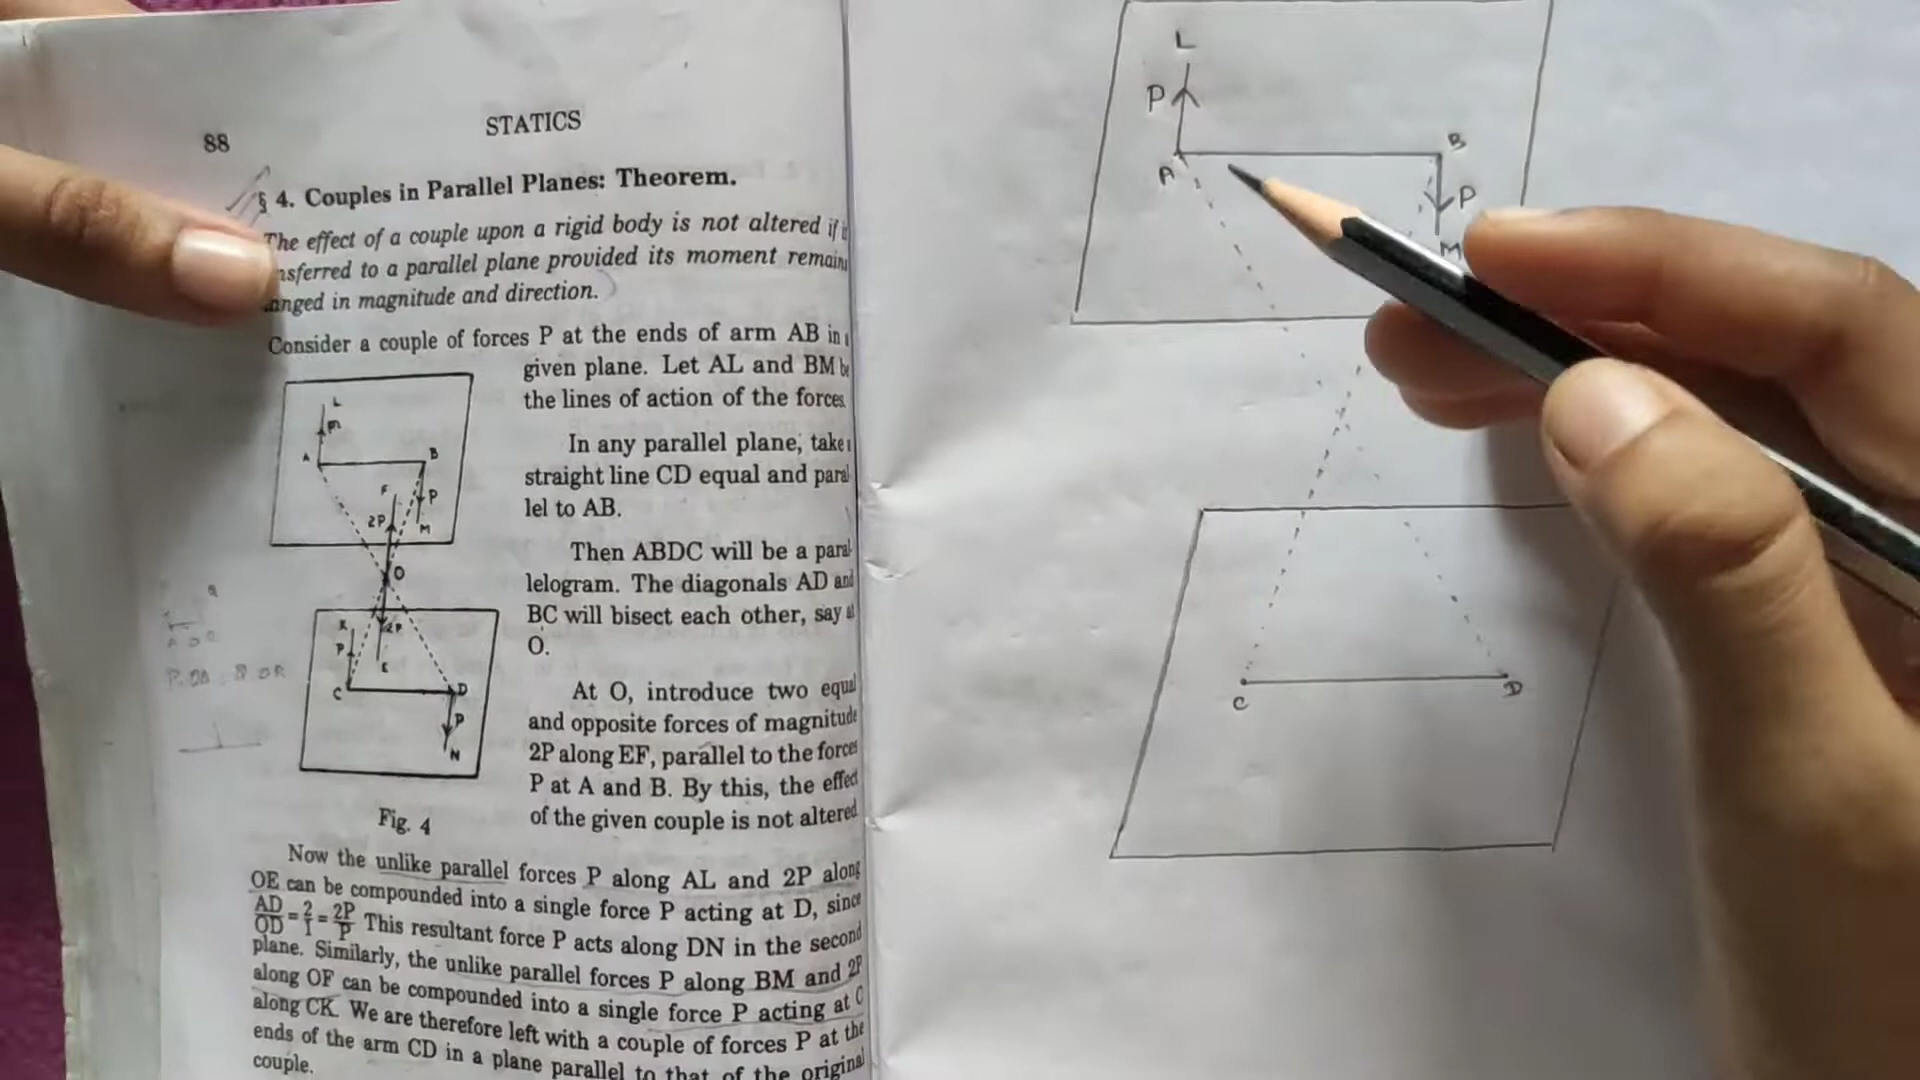 88
STATICS
§ 4. Couples in Parallel Planes: Theorem.
The effect of a couple upon a rigid body is not altered if
nsferred to a parallel plane provided its moment remain
anged in magnitude and direction.
Consider a couple of forces P at the ends of arm AB in
given plane. Let AL and BM be
the lines of action of the forces
In any parallel plane, take
straight line CD equal and paral
lel to AB.
Then ABDC will be a paral
lelogram. The diagonals AD and
BC will bisect each other, say
O.
At O, introduce two equal
and opposite forces of magnitude
2P along EF, parallel to the forces
P at A and B. By this, the effect
of the given couple is not altered
L
P
A
B
F
P
2P
M
O
K
2P
P
E
C
D
P
N
Fig. 4
Now the unlike parallel forces P along AL and 2P along
OE can be compounded into a single force P acting at D, since
AD/OD = 2/1 = 2P/P This resultant force P acts along DN in the second
plane. Similarly, the unlike parallel forces P along BM and 2P
along OF can be compounded into a single force P acting at C
along CK. We are therefore left with a couple of forces P at the
ends of the arm CD in a plane parallel to that of the original
couple.
L
P
A
B
P
M
C
D